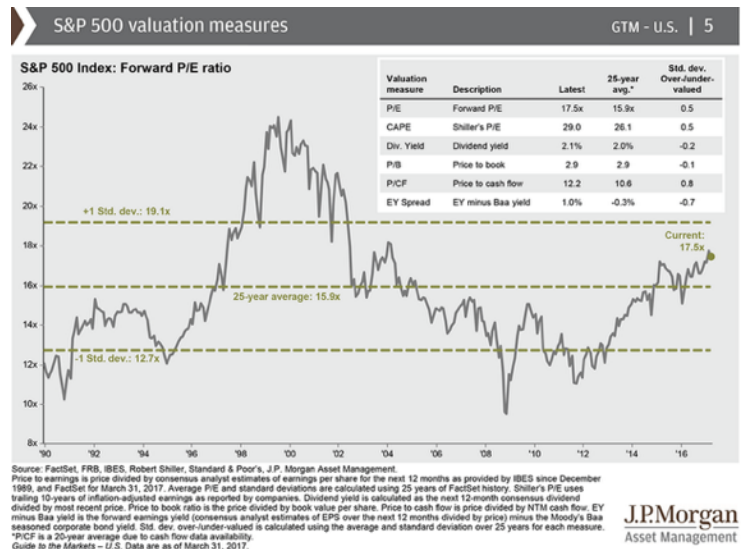 S&P 500 valuation measures
GTM – U.S. | 5
S&P 500 Index: Forward P/E ratio
Valuation measure Description Latest 25-year avg.* Std. dev. Over-/under-valued
P/E Forward P/E 17.5x 15.9x 0.5
CAPE Shiller's P/E 29.0 26.1 0.5
Div. Yield Dividend yield 2.1% 2.0% -0.2
P/B Price to book 2.9 2.9 -0.1
P/CF Price to cash flow 12.2 10.6 0.8
EY Spread EY minus Baa yield 1.0% -0.3% -0.7
26x
24x
22x
20x
18x
16x
14x
12x
10x
8x
+1 Std. dev.: 19.1x
Current:
17.5x
25-year average: 15.9x
-1 Std. dev.: 12.7x
'90 '92 '94 '96 '98 '00 '02 '04 '06 '08 '10 '12 '14 '16
Source: FactSet, FRB, IBES, Robert Shiller, Standard & Poor's, J.P. Morgan Asset Management.
Price to earnings is price divided by consensus analyst estimates of earnings per share for the next 12 months as provided by IBES since December
1989, and FactSet for March 31, 2017. Average P/E and standard deviations are calculated using 25 years of FactSet history. Shiller's P/E uses
trailing 10-years of inflation-adjusted earnings as reported by companies. Dividend yield is calculated as the next 12-month consensus dividend
divided by most recent price. Price to book ratio is the price divided by book value per share. Price to cash flow is price divided by NTM cash flow. EY
minus Baa yield is the forward earnings yield (consensus analyst estimates of EPS over the next 12 months divided by price) minus the Moody's Baa
seasoned corporate bond yield. Std. dev. over-/under-valued is calculated using the average and standard deviation over 25 years for each measure.
*P/CF is a 20-year average due to cash flow data availability.
Guide to the Markets – U.S. Data are as of March 31, 2017.
J.P.Morgan
Asset Management